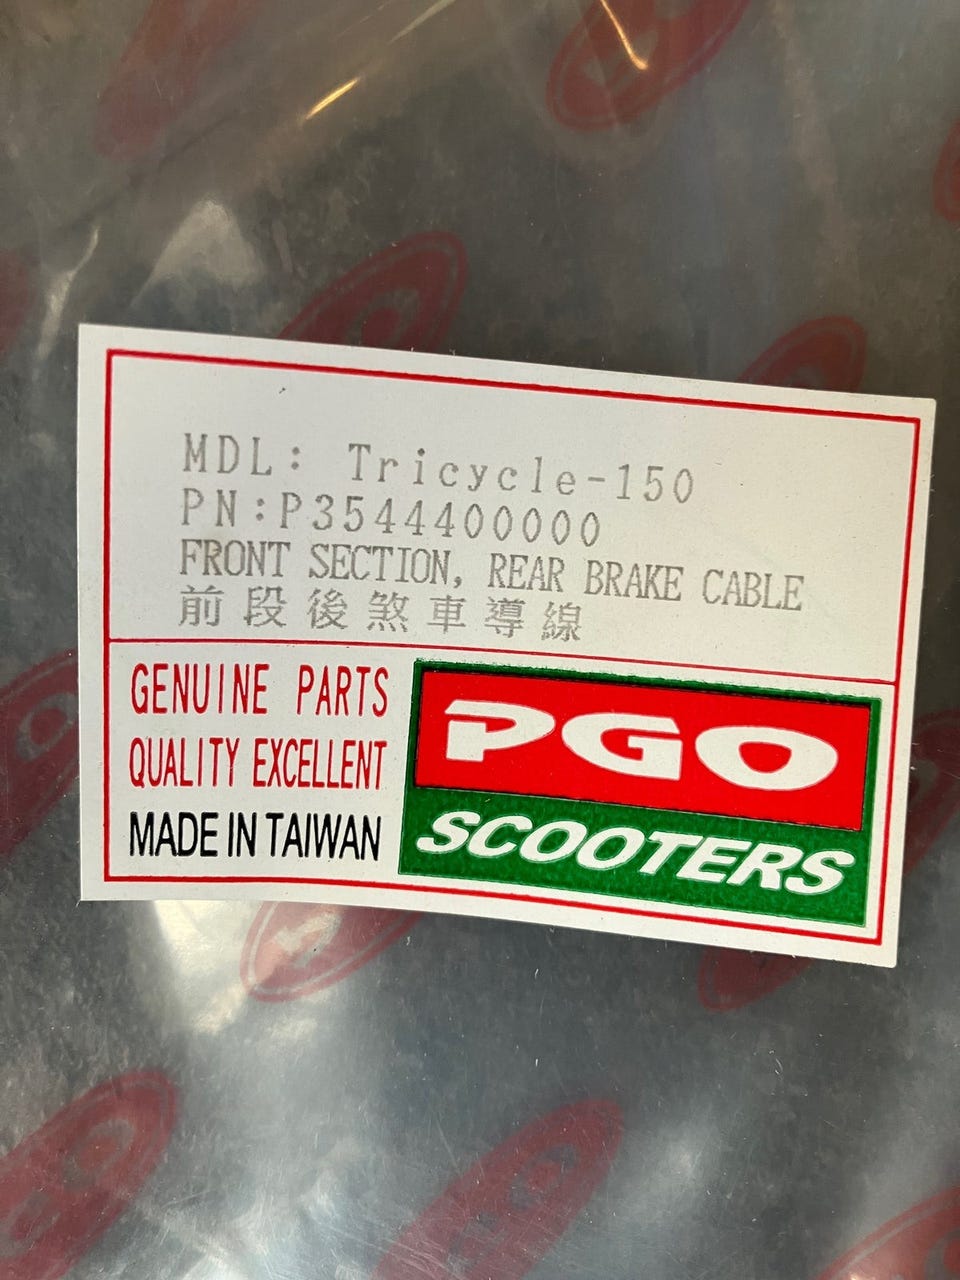 MDL: Tricycle-150
PN:P3544400000
FRONT SECTION, REAR BRAKE CABLE
前段後煞車導線
GENUINE PARTS
QUALITY EXCELLENT
MADE IN TAIWAN
PGO
SCOOTERS